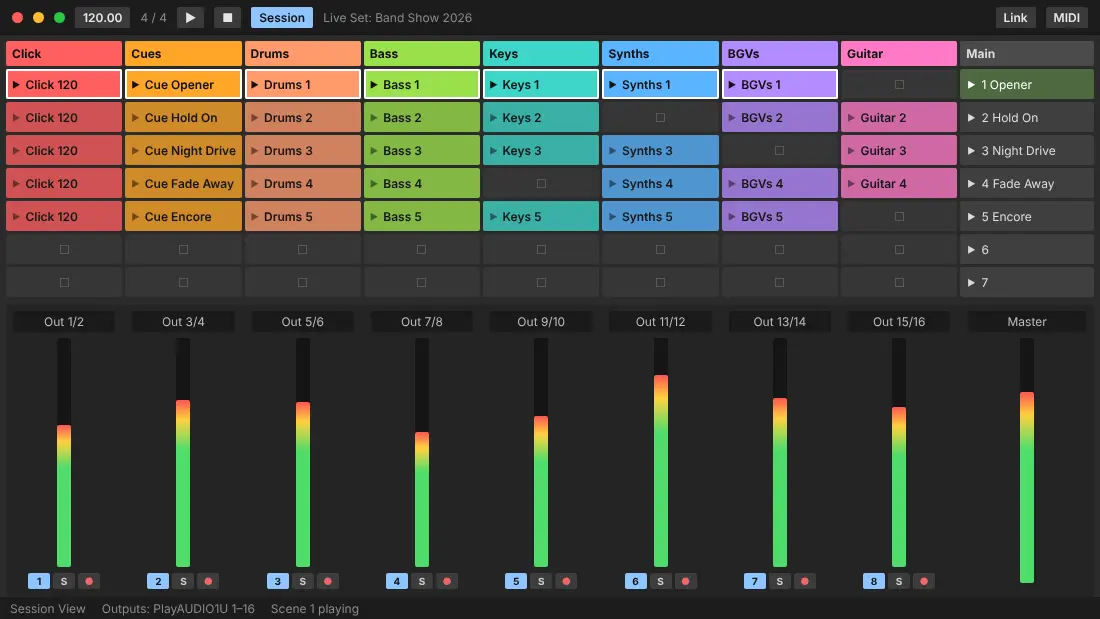 120.00 4 / 4 Session Live Set: Band Show 2026 Link MIDI
Click Cues Drums Bass Keys Synths BGVs Guitar Main
Click 120 Cue Opener Drums 1 Bass 1 Keys 1 Synths 1 BGVs 1 1 Opener
Click 120 Cue Hold On Drums 2 Bass 2 Keys 2 BGVs 2 Guitar 2 2 Hold On
Click 120 Cue Night Drive Drums 3 Bass 3 Keys 3 Synths 3 Guitar 3 3 Night Drive
Click 120 Cue Fade Away Drums 4 Bass 4 Synths 4 BGVs 4 Guitar 4 4 Fade Away
Click 120 Cue Encore Drums 5 Bass 5 Keys 5 Synths 5 BGVs 5 5 Encore
6
7
Out 1/2 Out 3/4 Out 5/6 Out 7/8 Out 9/10 Out 11/12 Out 13/14 Out 15/16 Master
1 S 2 S 3 S 4 S 5 S 6 S 7 S 8 S
Session View Outputs: PlayAUDIO1U 1–16 Scene 1 playing